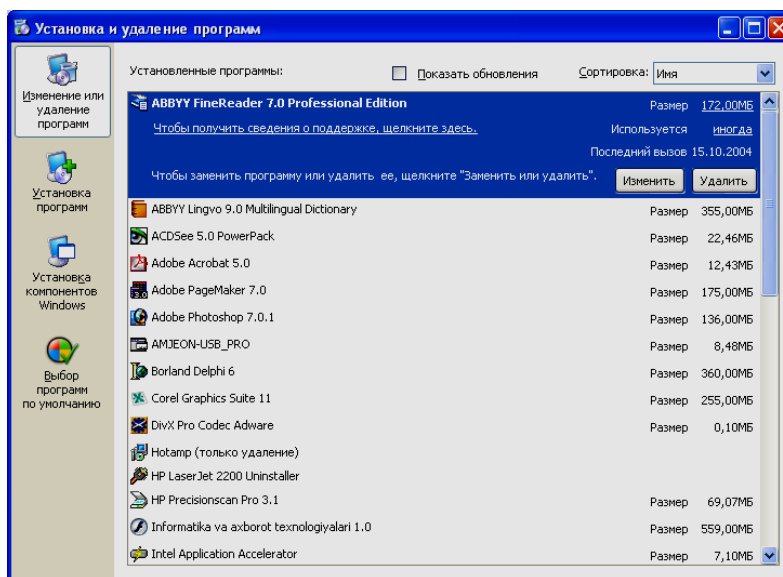 Установка и удаление программ
Изменение или
удаление
программ
Установка
программ
Установка
компонентов
Windows
Выбор
программ
по умолчанию
Установленные программы: Показать обновления Сортировка: Имя
ABBYY FineReader 7.0 Professional Edition Размер 172,00МБ
Чтобы получить сведения о поддержке, щелкните здесь. Используется иногда
Последний вызов 15.10.2004
Чтобы заменить программу или удалить ее, щелкните "Заменить или удалить". Изменить Удалить
ABBYY Lingvo 9.0 Multilingual Dictionary Размер 355,00МБ
ACDSee 5.0 PowerPack Размер 22,46МБ
Adobe Acrobat 5.0 Размер 12,43МБ
Adobe PageMaker 7.0 Размер 175,00МБ
Adobe Photoshop 7.0.1 Размер 136,00МБ
AMJEON-USB_PRO Размер 8,48МБ
Borland Delphi 6 Размер 360,00МБ
Corel Graphics Suite 11 Размер 255,00МБ
DivX Pro Codec Adware Размер 0,10МБ
Hotamp (только удаление)
HP LaserJet 2200 Uninstaller
HP Precisionscan Pro 3.1 Размер 69,07МБ
Informatika va axborot texnologiyalari 1.0 Размер 559,00МБ
Intel Application Accelerator Размер 7,10МБ